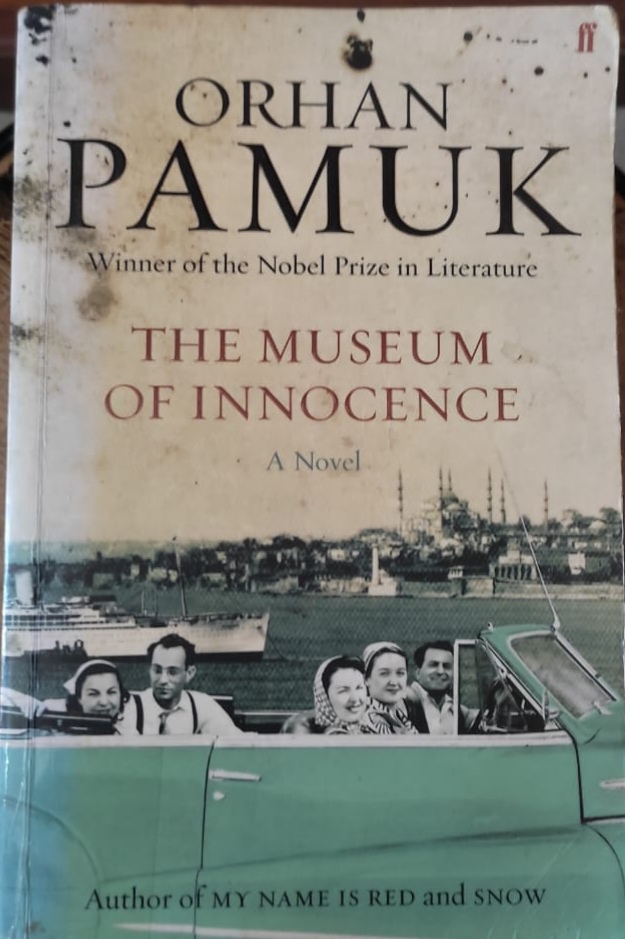 ff
ORHAN
PAMUK
Winner of the Nobel Prize in Literature
THE MUSEUM
OF INNOCENCE
A Novel
Author of MY NAME IS RED and SNOW